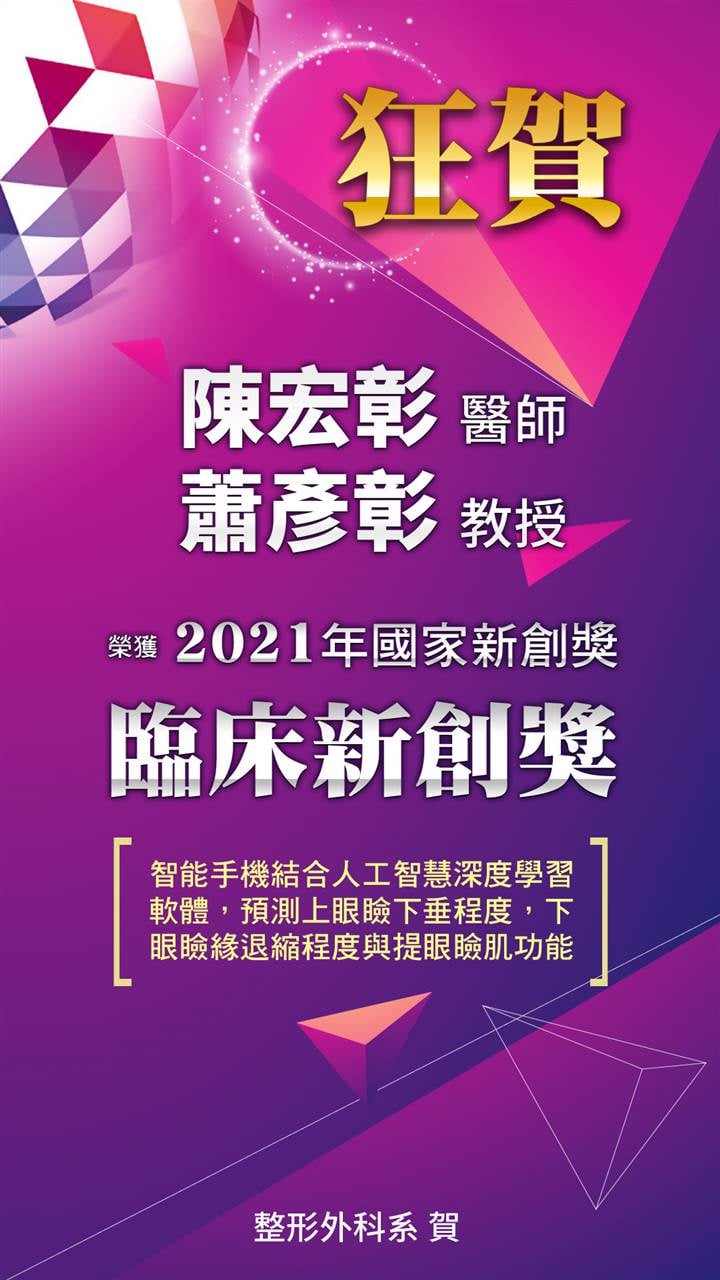 狂賀
陳宏彰 醫師
蕭彥彰 教授
榮獲 2021年國家新創獎
臨床新創獎
智能手機結合人工智慧深度學習
軟體，預測上眼瞼下垂程度，下
眼瞼緣退縮程度與提眼瞼肌功能
整形外科系 賀